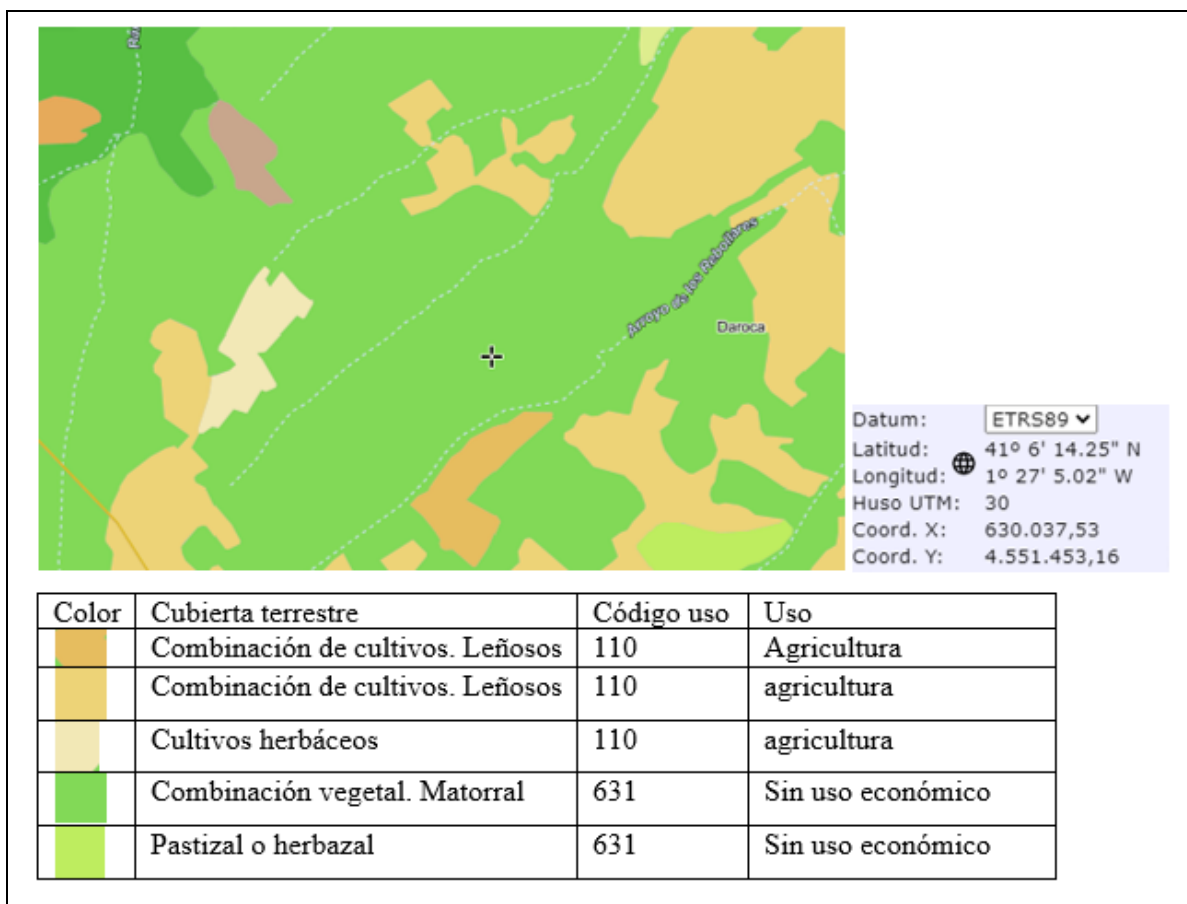 Arroyo de los Rebollares
Daroca
Datum: ETRS89
Latitud: 41º 6' 14.25" N
Longitud: 1º 27' 5.02" W
Huso UTM: 30
Coord. X: 630.037,53
Coord. Y: 4.551.453,16
Color Cubierta terrestre Código uso Uso
Combinación de cultivos. Leñosos 110 Agricultura
Combinación de cultivos. Leñosos 110 agricultura
Cultivos herbáceos 110 agricultura
Combinación vegetal. Matorral 631 Sin uso económico
Pastizal o herbazal 631 Sin uso económico